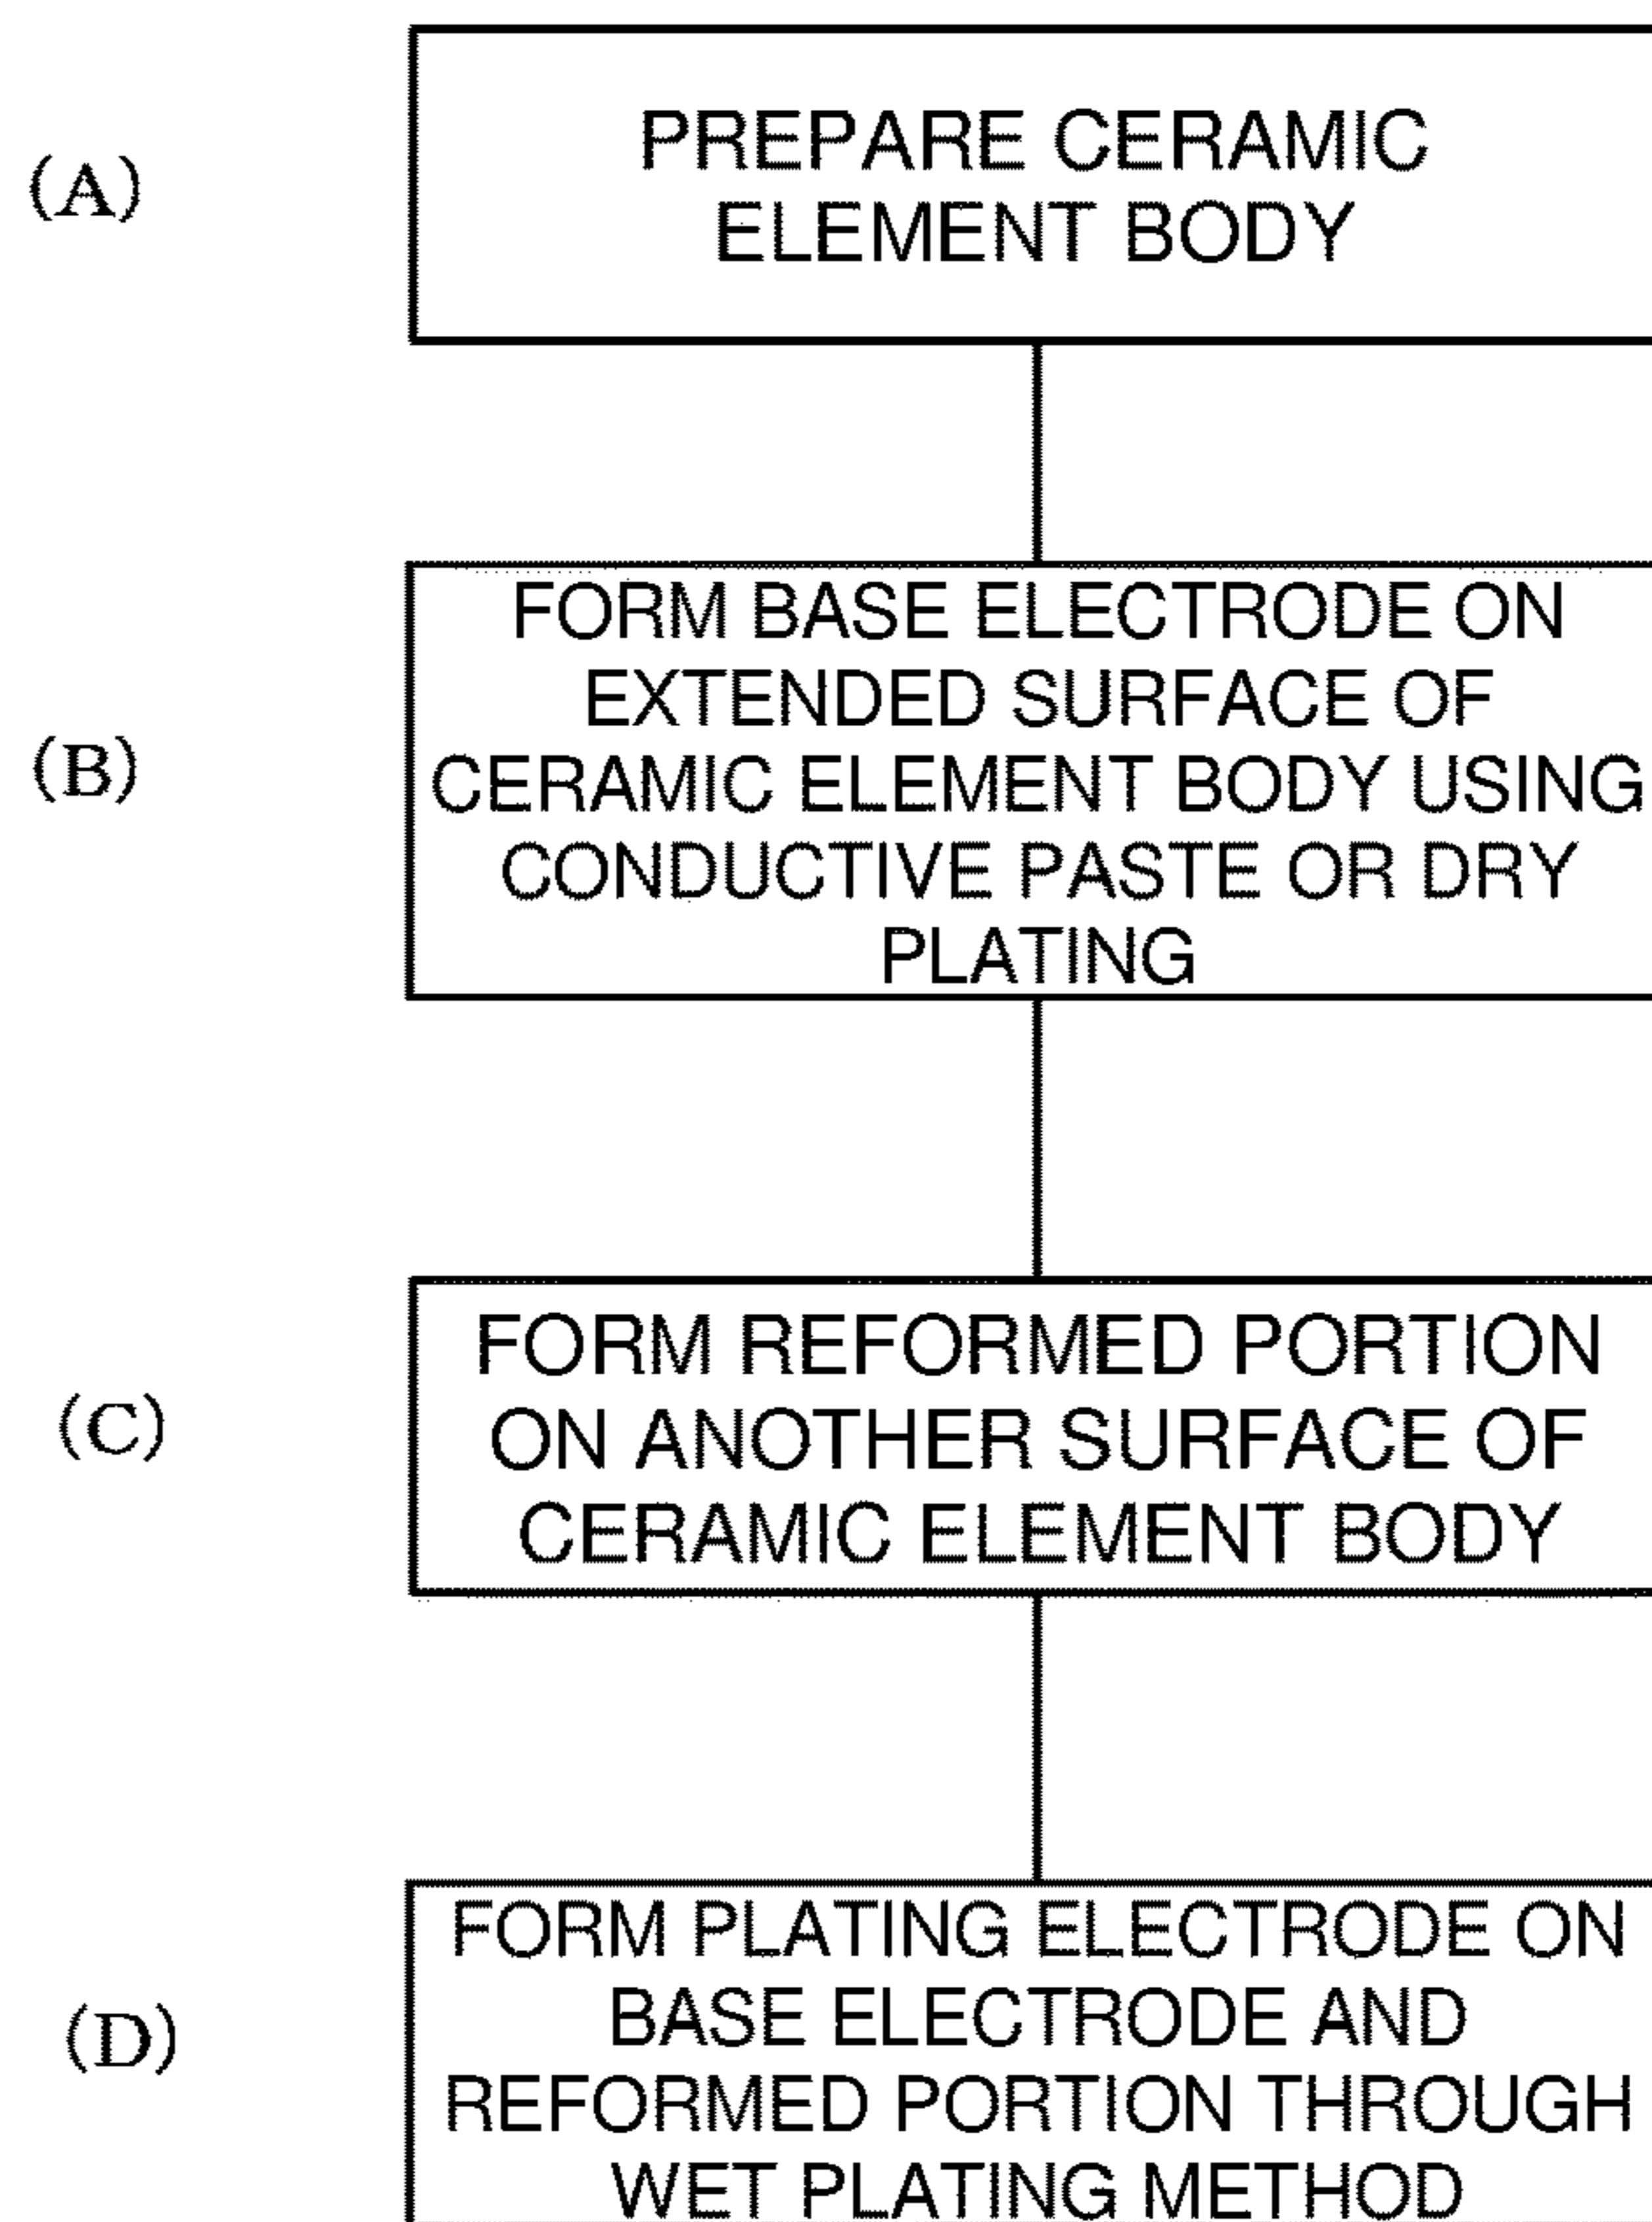 (A)
PREPARE CERAMIC
ELEMENT BODY
(B)
FORM BASE ELECTRODE ON
EXTENDED SURFACE OF
CERAMIC ELEMENT BODY USING
CONDUCTIVE PASTE OR DRY
PLATING
(C)
FORM REFORMED PORTION
ON ANOTHER SURFACE OF
CERAMIC ELEMENT BODY
(D)
FORM PLATING ELECTRODE ON
BASE ELECTRODE AND
REFORMED PORTION THROUGH
WET PLATING METHOD